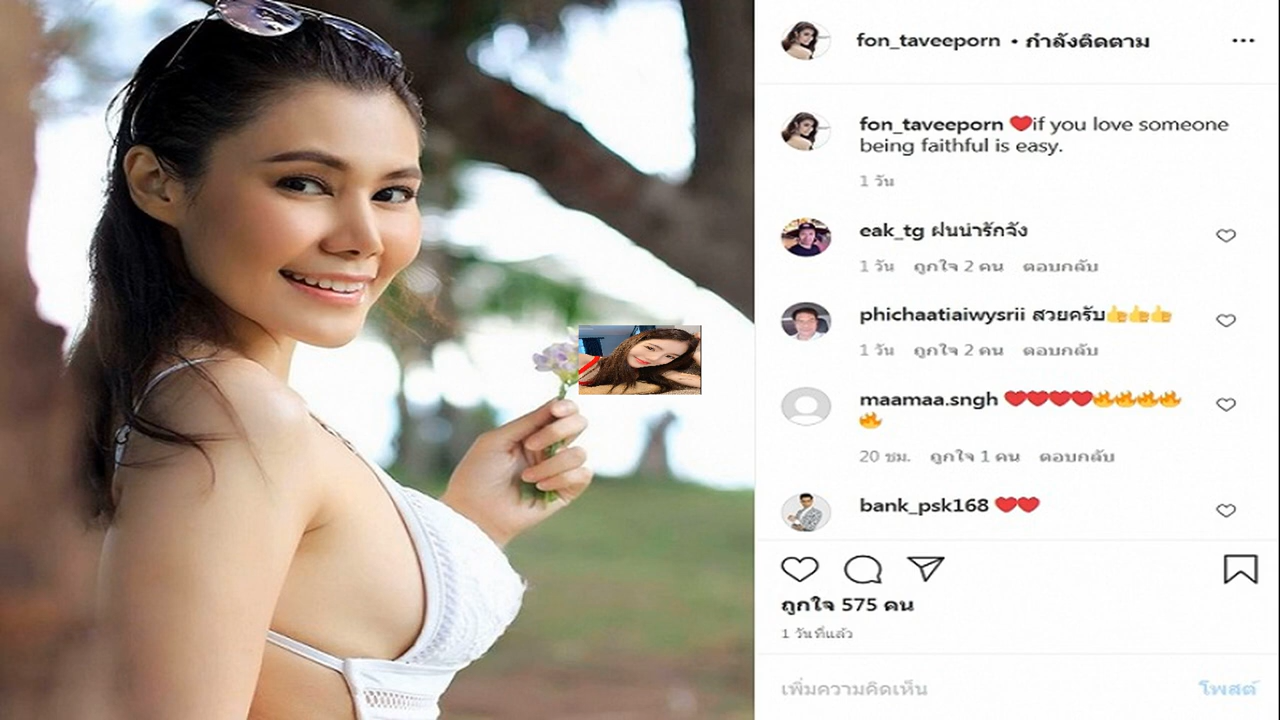 fon_taveeporn • กำลังติดตาม
fon_taveeporn ❤️if you love someone
being faithful is easy.
1 วัน
eak_tg ฝนน่ารักจัง
1 วัน ถูกใจ 2 คน ตอบกลับ
phichaatiaiwysrii สวยครับ👍👍👍
1 วัน ถูกใจ 2 คน ตอบกลับ
maamaa.sngh ❤️❤️❤️❤️🔥🔥🔥🔥
🔥
20 ชม. ถูกใจ 1 คน ตอบกลับ
bank_psk168 ❤️❤️
ถูกใจ 575 คน
1 วันที่แล้ว
เพิ่มความคิดเห็น โพสต์